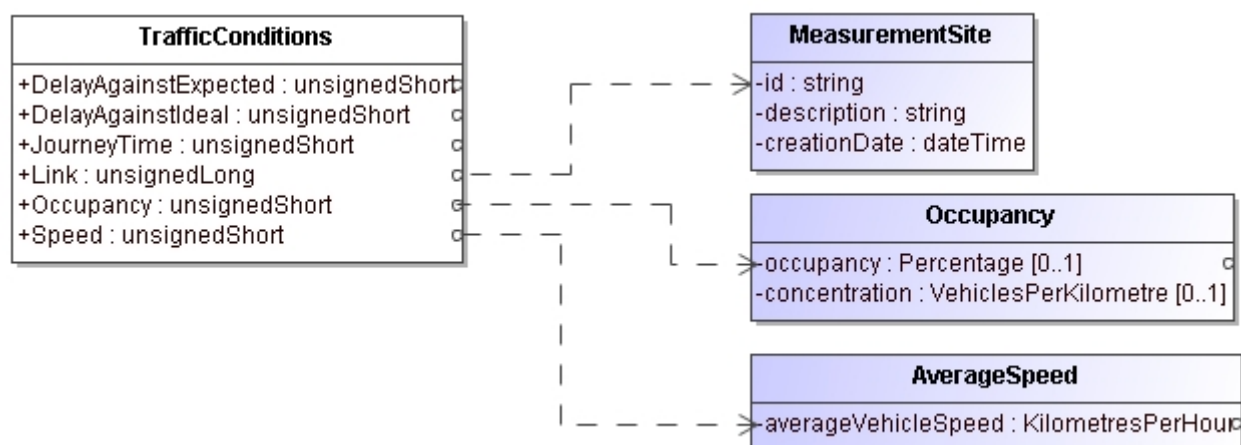 TrafficConditions
+DelayAgainstExpected : unsignedShort
+DelayAgainstIdeal : unsignedShort
+JourneyTime : unsignedShort
+Link : unsignedLong
+Occupancy : unsignedShort
+Speed : unsignedShort
MeasurementSite
-id : string
-description : string
-creationDate : dateTime
Occupancy
-occupancy : Percentage [0..1]
-concentration : VehiclesPerKilometre [0..1]
AverageSpeed
-averageVehicleSpeed : KilometresPerHour